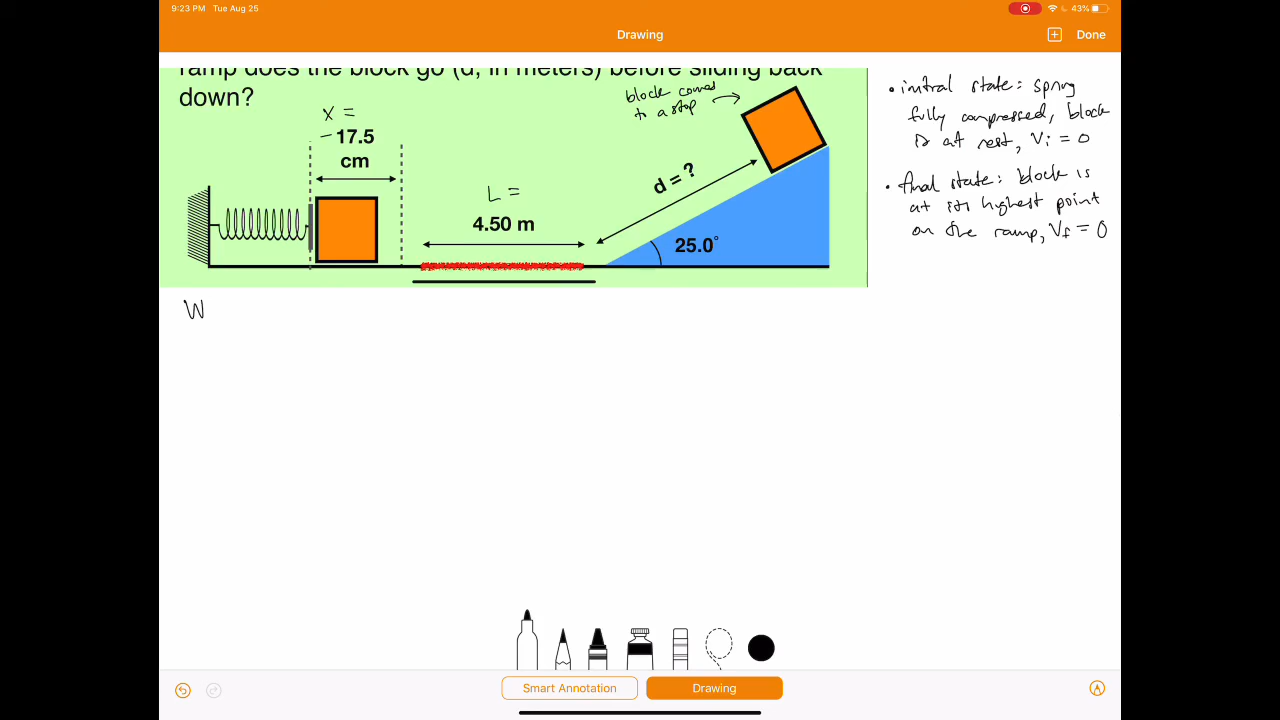 9:23 PM Tue Aug 25
43%
Drawing
Done
ramp does the block go (d, in meters) before sliding back
down?
block comes
to a stop
x =
-17.5
cm
L =
4.50 m
d = ?
25.0°
• initial state: spring
fully compressed, block
is at rest, Vi = 0
• final state: block is
at its highest point
on the ramp, Vf = 0
W
Smart Annotation
Drawing